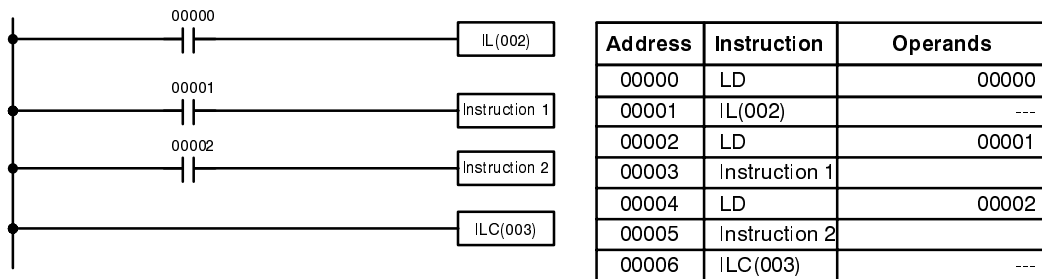 00000
IL(002)
00001
Instruction 1
00002
Instruction 2
ILC(003)
Address Instruction Operands
00000 LD 00000
00001 IL(002) ---
00002 LD 00001
00003 Instruction 1
00004 LD 00002
00005 Instruction 2
00006 ILC(003) ---